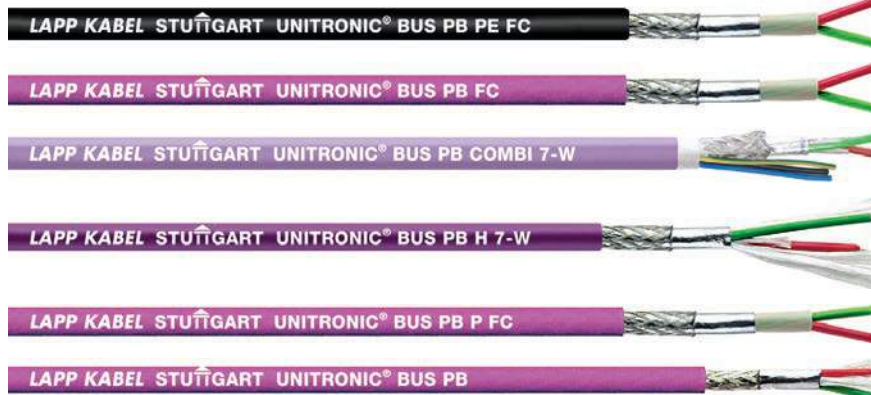 LAPP KABEL STUTTGART UNITRONIC® BUS PB PE FC
LAPP KABEL STUTTGART UNITRONIC® BUS PB FC
LAPP KABEL STUTTGART UNITRONIC® BUS PB COMBI 7-W
LAPP KABEL STUTTGART UNITRONIC® BUS PB H 7-W
LAPP KABEL STUTTGART UNITRONIC® BUS PB P FC
LAPP KABEL STUTTGART UNITRONIC® BUS PB